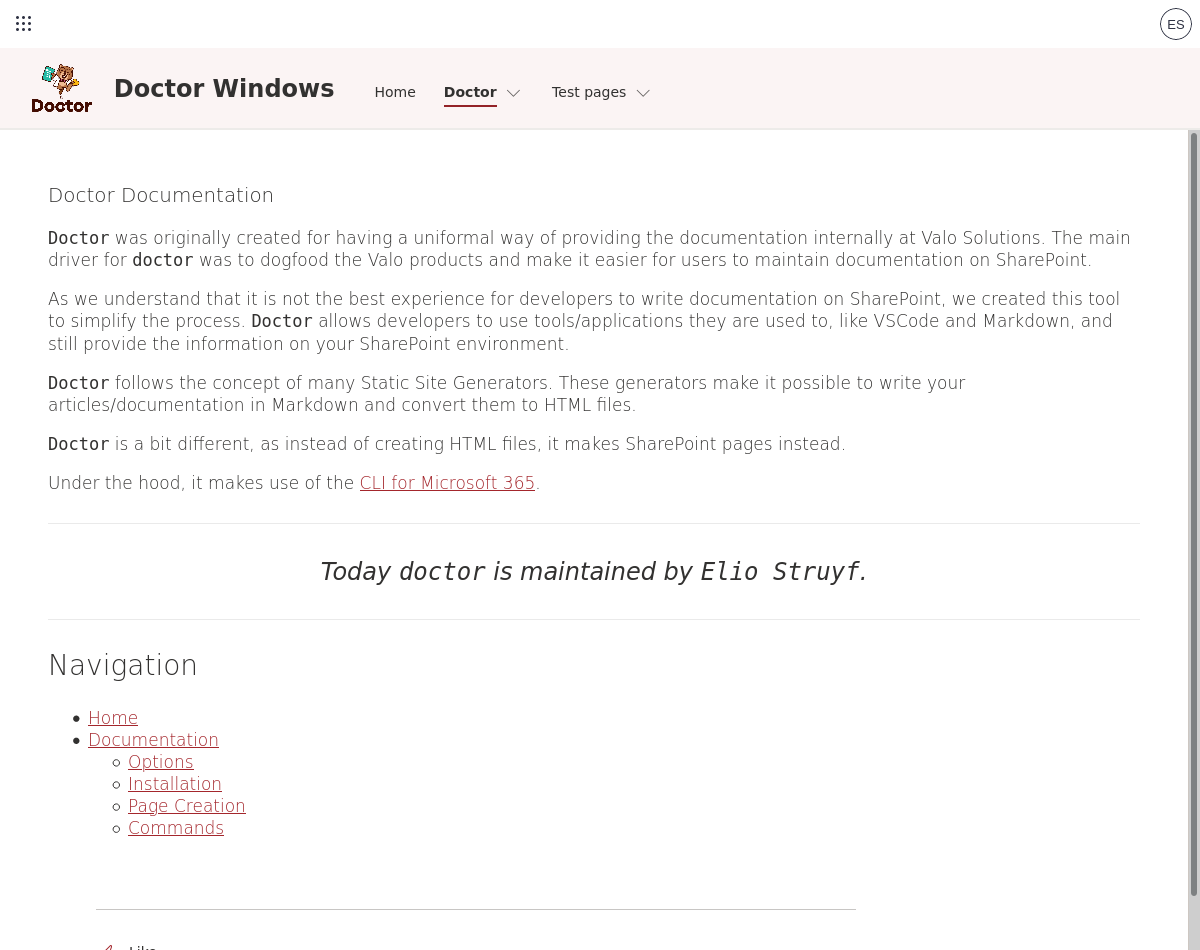 ES
Doctor
Doctor Windows
Home
Doctor
Test pages
Doctor Documentation
Doctor was originally created for having a uniformal way of providing the documentation internally at Valo Solutions. The main
driver for doctor was to dogfood the Valo products and make it easier for users to maintain documentation on SharePoint.
As we understand that it is not the best experience for developers to write documentation on SharePoint, we created this tool
to simplify the process. Doctor allows developers to use tools/applications they are used to, like VSCode and Markdown, and
still provide the information on your SharePoint environment.
Doctor follows the concept of many Static Site Generators. These generators make it possible to write your
articles/documentation in Markdown and convert them to HTML files.
Doctor is a bit different, as instead of creating HTML files, it makes SharePoint pages instead.
Under the hood, it makes use of the CLI for Microsoft 365.
Today doctor is maintained by Elio Struyf.
Navigation
Home
Documentation
Options
Installation
Page Creation
Commands
Like